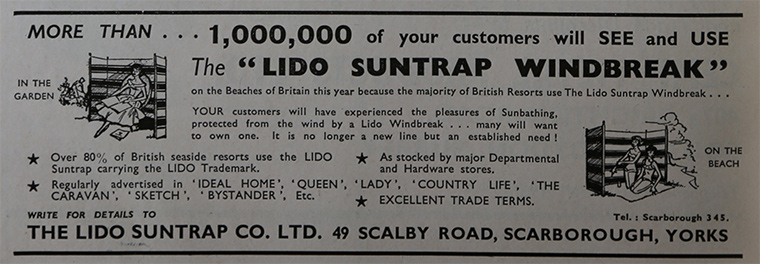 MORE THAN . . . 1,000,000 of your customers will SEE and USE
The "LIDO SUNTRAP WINDBREAK"
IN THE
GARDEN
on the Beaches of Britain this year because the majority of British Resorts use The Lido Suntrap Windbreak . . .
YOUR customers will have experienced the pleasures of Sunbathing,
protected from the wind by a Lido Windbreak . . . many will want
to own one. It is no longer a new line but an established need !
ON THE
BEACH
★ Over 80% of British seaside resorts use the LIDO
Suntrap carrying the LIDO Trademark.
★ As stocked by major Departmental
and Hardware stores.
★ Regularly advertised in 'IDEAL HOME', 'QUEEN', 'LADY', 'COUNTRY LIFE', 'THE
CARAVAN', 'SKETCH', 'BYSTANDER', Etc.
★ EXCELLENT TRADE TERMS.
WRITE FOR DETAILS TO
Tel. : Scarborough 345.
THE LIDO SUNTRAP CO. LTD. 49 SCALBY ROAD, SCARBOROUGH, YORKS